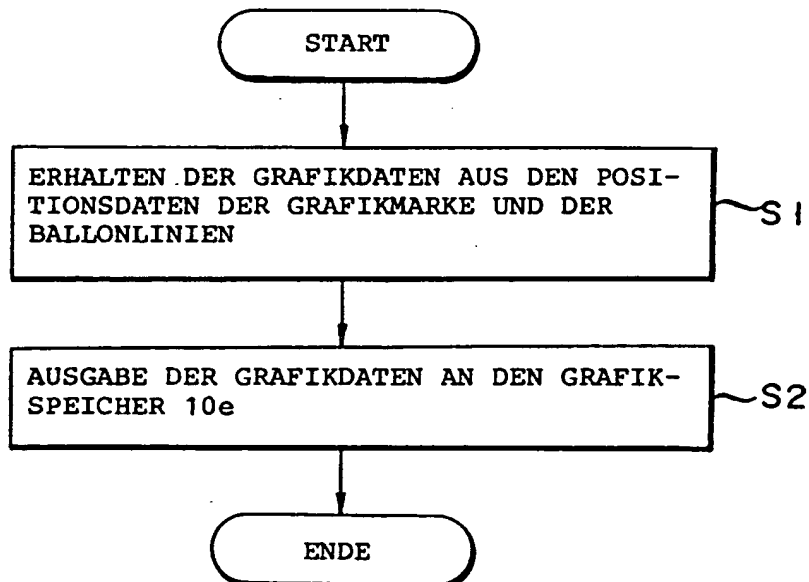 START
ERHALTEN DER GRAFIKDATEN AUS DEN POSI-
TIONSDATEN DER GRAFIKMARKE UND DER
BALLONLINIEN
S1
AUSGABE DER GRAFIKDATEN AN DEN GRAFIK-
SPEICHER 10e
S2
ENDE